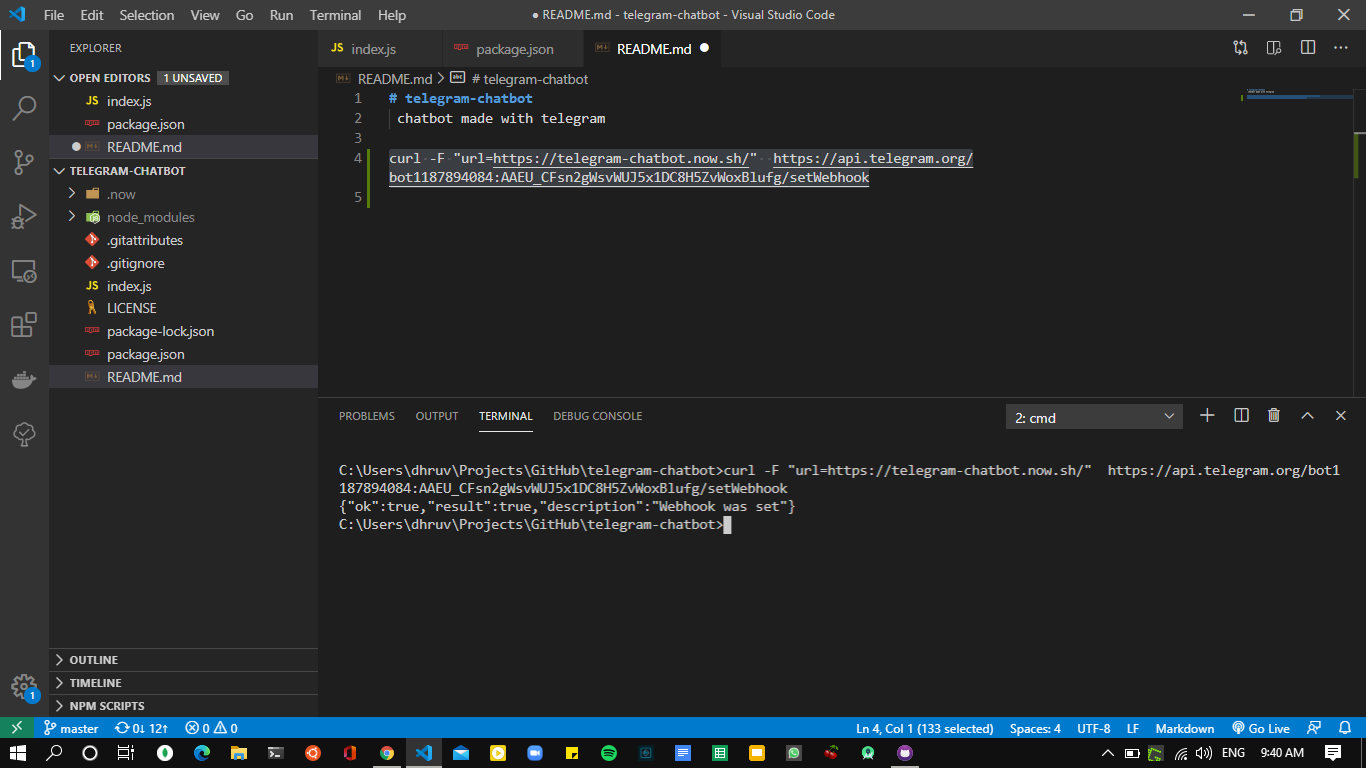 File Edit Selection View Go Run Terminal Help ● README.md - telegram-chatbot - Visual Studio Code
EXPLORER
OPEN EDITORS 1 UNSAVED
JS index.js
package.json
README.md
TELEGRAM-CHATBOT
.now
node_modules
.gitattributes
.gitignore
JS index.js
LICENSE
package-lock.json
package.json
README.md
OUTLINE
TIMELINE
NPM SCRIPTS
1
1
JS index.js package.json README.md
README.md > abc # telegram-chatbot
1 # telegram-chatbot
2 chatbot made with telegram
3
4 curl -F "url=https://telegram-chatbot.now.sh/"  https://api.telegram.org/
bot1187894084:AAEU_CFsn2gWsvWUJ5x1DC8H5ZvWoxBlufg/setWebhook
5
PROBLEMS OUTPUT TERMINAL DEBUG CONSOLE 2: cmd
C:\Users\dhruv\Projects\GitHub\telegram-chatbot>curl -F "url=https://telegram-chatbot.now.sh/"  https://api.telegram.org/bot1
187894084:AAEU_CFsn2gWsvWUJ5x1DC8H5ZvWoxBlufg/setWebhook
{"ok":true,"result":true,"description":"Webhook was set"}
C:\Users\dhruv\Projects\GitHub\telegram-chatbot>
master 0↓ 12↑ 0 0 Ln 4, Col 1 (133 selected) Spaces: 4 UTF-8 LF Markdown Go Live
ENG 9:40 AM